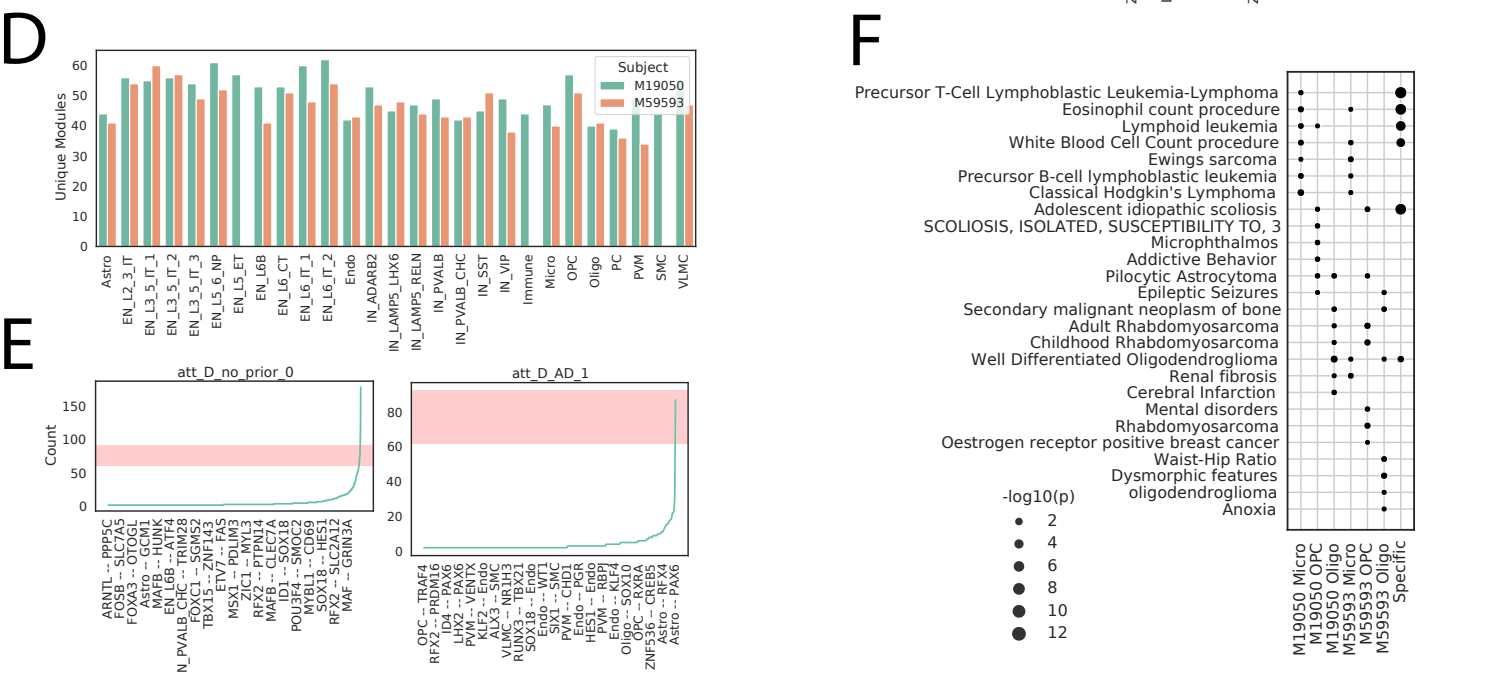 D
F
Subject
M19050
M59593
Unique Modules
60
50
40
30
20
10
0
Astro
EN_L2_3_IT
EN_L3_5_IT_1
EN_L3_5_IT_2
EN_L3_5_IT_3
EN_L5_6_NP
EN_L5_ET
EN_L6B
EN_L6_CT
EN_L6_IT_1
EN_L6_IT_2
Endo
IN_ADARB2
IN_LAMP5_LHX6
IN_LAMP5_RELN
IN_PVALB
IN_PVALB_CHC
IN_SST
IN_VIP
Immune
Micro
OPC
Oligo
PC
PVM
SMC
VLMC
E
att_D_no_prior_0
Count
150
100
50
0
ARNTL -- PPP5C
FOSB -- SLC7A5
FOXA3 -- OTOGL
Astro -- GCM1
MAFB -- HUNK
EN_L6B -- ATF4
N_PVALB_CHC -- TRIM28
FOXC1 -- SGMS2
TBX15 -- ZNF143
ETV7 -- FAS
MSX1 -- PDLIM3
ZIC1 -- MYL3
RFX2 -- PTPN14
MAFB -- CLEC7A
ID1 -- SOX18
POU3F4 -- SMOC2
MYBL1 -- CD69
SOX18 -- HES1
RFX2 -- SLC2A12
MAF -- GRIN3A
att_D_AD_1
80
60
40
20
0
OPC -- TRAF4
RFX2 -- PRDM16
ID4 -- PAX6
LHX2 -- PAX6
PVM -- VENTX
KLF2 -- Endo
ALX3 -- SMC
VLMC -- NR1H3
RUNX3 -- TBX21
SOX18 -- Endo
Endo -- WT1
SIX1 -- SMC
PVM -- CHD1
Endo -- PGR
HES1 -- Endo
PVM -- RBPJ
Endo -- KLF4
Oligo -- SOX10
OPC -- RXRA
ZNF536 -- CREB5
Astro -- RFX4
Astro -- PAX6
Precursor T-Cell Lymphoblastic Leukemia-Lymphoma
Eosinophil count procedure
Lymphoid leukemia
White Blood Cell Count procedure
Ewings sarcoma
Precursor B-cell lymphoblastic leukemia
Classical Hodgkin's Lymphoma
Adolescent idiopathic scoliosis
SCOLIOSIS, ISOLATED, SUSCEPTIBILITY TO, 3
Microphthalmos
Addictive Behavior
Pilocytic Astrocytoma
Epileptic Seizures
Secondary malignant neoplasm of bone
Adult Rhabdomyosarcoma
Childhood Rhabdomyosarcoma
Well Differentiated Oligodendroglioma
Renal fibrosis
Cerebral Infarction
Mental disorders
Rhabdomyosarcoma
Oestrogen receptor positive breast cancer
Waist-Hip Ratio
Dysmorphic features
oligodendroglioma
Anoxia
-log10(p)
2
4
6
8
10
12
M19050 Micro
M19050 OPC
M19050 Oligo
M59593 Micro
M59593 OPC
M59593 Oligo
Specific